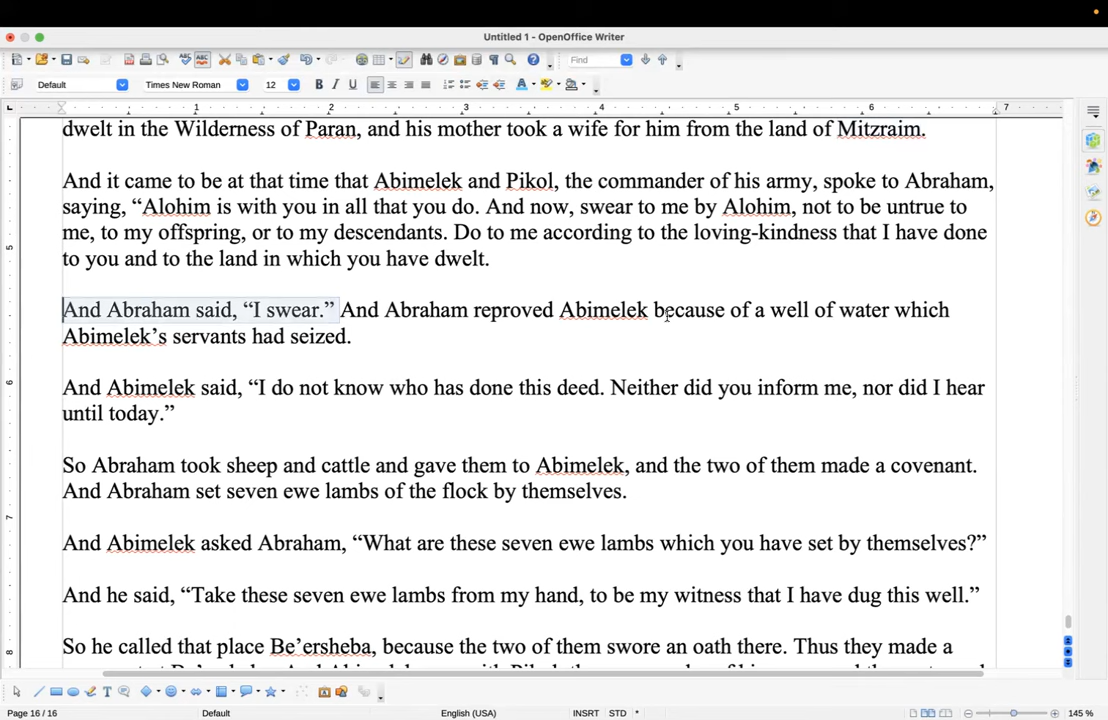 Untitled 1 - OpenOffice Writer
Find
Default
Times New Roman
12
B I U
1 2 3 4 5 6 7
dwelt in the Wilderness of Paran, and his mother took a wife for him from the land of Mitzraim.
And it came to be at that time that Abimelek and Pikol, the commander of his army, spoke to Abraham,
saying, “Alohim is with you in all that you do. And now, swear to me by Alohim, not to be untrue to
me, to my offspring, or to my descendants. Do to me according to the loving-kindness that I have done
5
to you and to the land in which you have dwelt.
And Abraham said, “I swear.” And Abraham reproved Abimelek because of a well of water which
Abimelek’s servants had seized.
6
And Abimelek said, “I do not know who has done this deed. Neither did you inform me, nor did I hear
until today.”
So Abraham took sheep and cattle and gave them to Abimelek, and the two of them made a covenant.
And Abraham set seven ewe lambs of the flock by themselves.
7
And Abimelek asked Abraham, “What are these seven ewe lambs which you have set by themselves?”
And he said, “Take these seven ewe lambs from my hand, to be my witness that I have dug this well.”
So he called that place Be’ersheba, because the two of them swore an oath there. Thus they made a
8
Page 16 / 16
Default
English (USA)
INSRT
STD
*
145 %